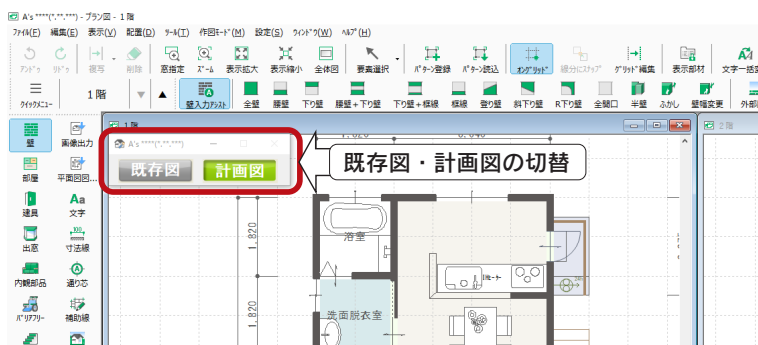 A's ****(*.**.***) - プラン図 - 1 階
ファイル(F) 編集(E) 表示(V) 配置(D) ツール(T) 作図モード(M) 設定(S) ウィンドウ(W) ヘルプ(H)
アンドゥ リドゥ 複写 削除 窓指定 ズーム 表示拡大 表示縮小 全体図 要素選択 パターン登録 パターン読込 オングリッド 線分にスナップ グリッド編集 表示部材 文字一括変
クイックメニュー 1 階 壁入力アシスト 全壁 腰壁 下り壁 腰壁+下り壁 下り壁+框線 框線 登り壁 斜下り壁 R下り壁 全開口 半壁 ふかし 壁幅変更 外部
壁 画像出力
部屋 平面図図...
建具 文字
出窓 寸法線
内観部品 通り芯
バリアフリー 補助線
1 階
2 階
A's ****(*.**.***)
既存図 計画図
既存図・計画図の切替
1,820
1,820
浴室
洗面脱衣室